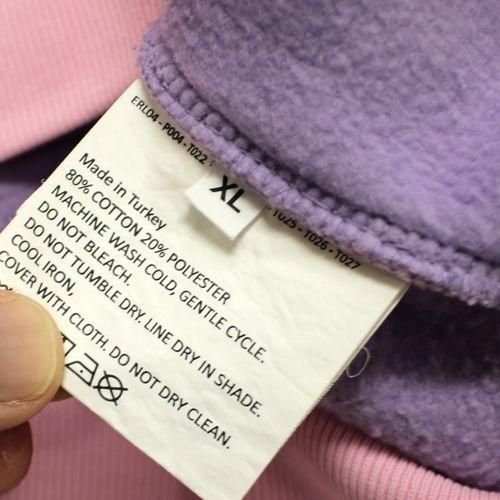 ERL04 - P004 - T022
T025 - T026 - T027
XL
Made in Turkey
80% COTTON 20% POLYESTER
MACHINE WASH COLD, GENTLE CYCLE.
DO NOT BLEACH.
DO NOT TUMBLE DRY. LINE DRY IN SHADE.
COOL IRON,
COVER WITH CLOTH. DO NOT DRY CLEAN.